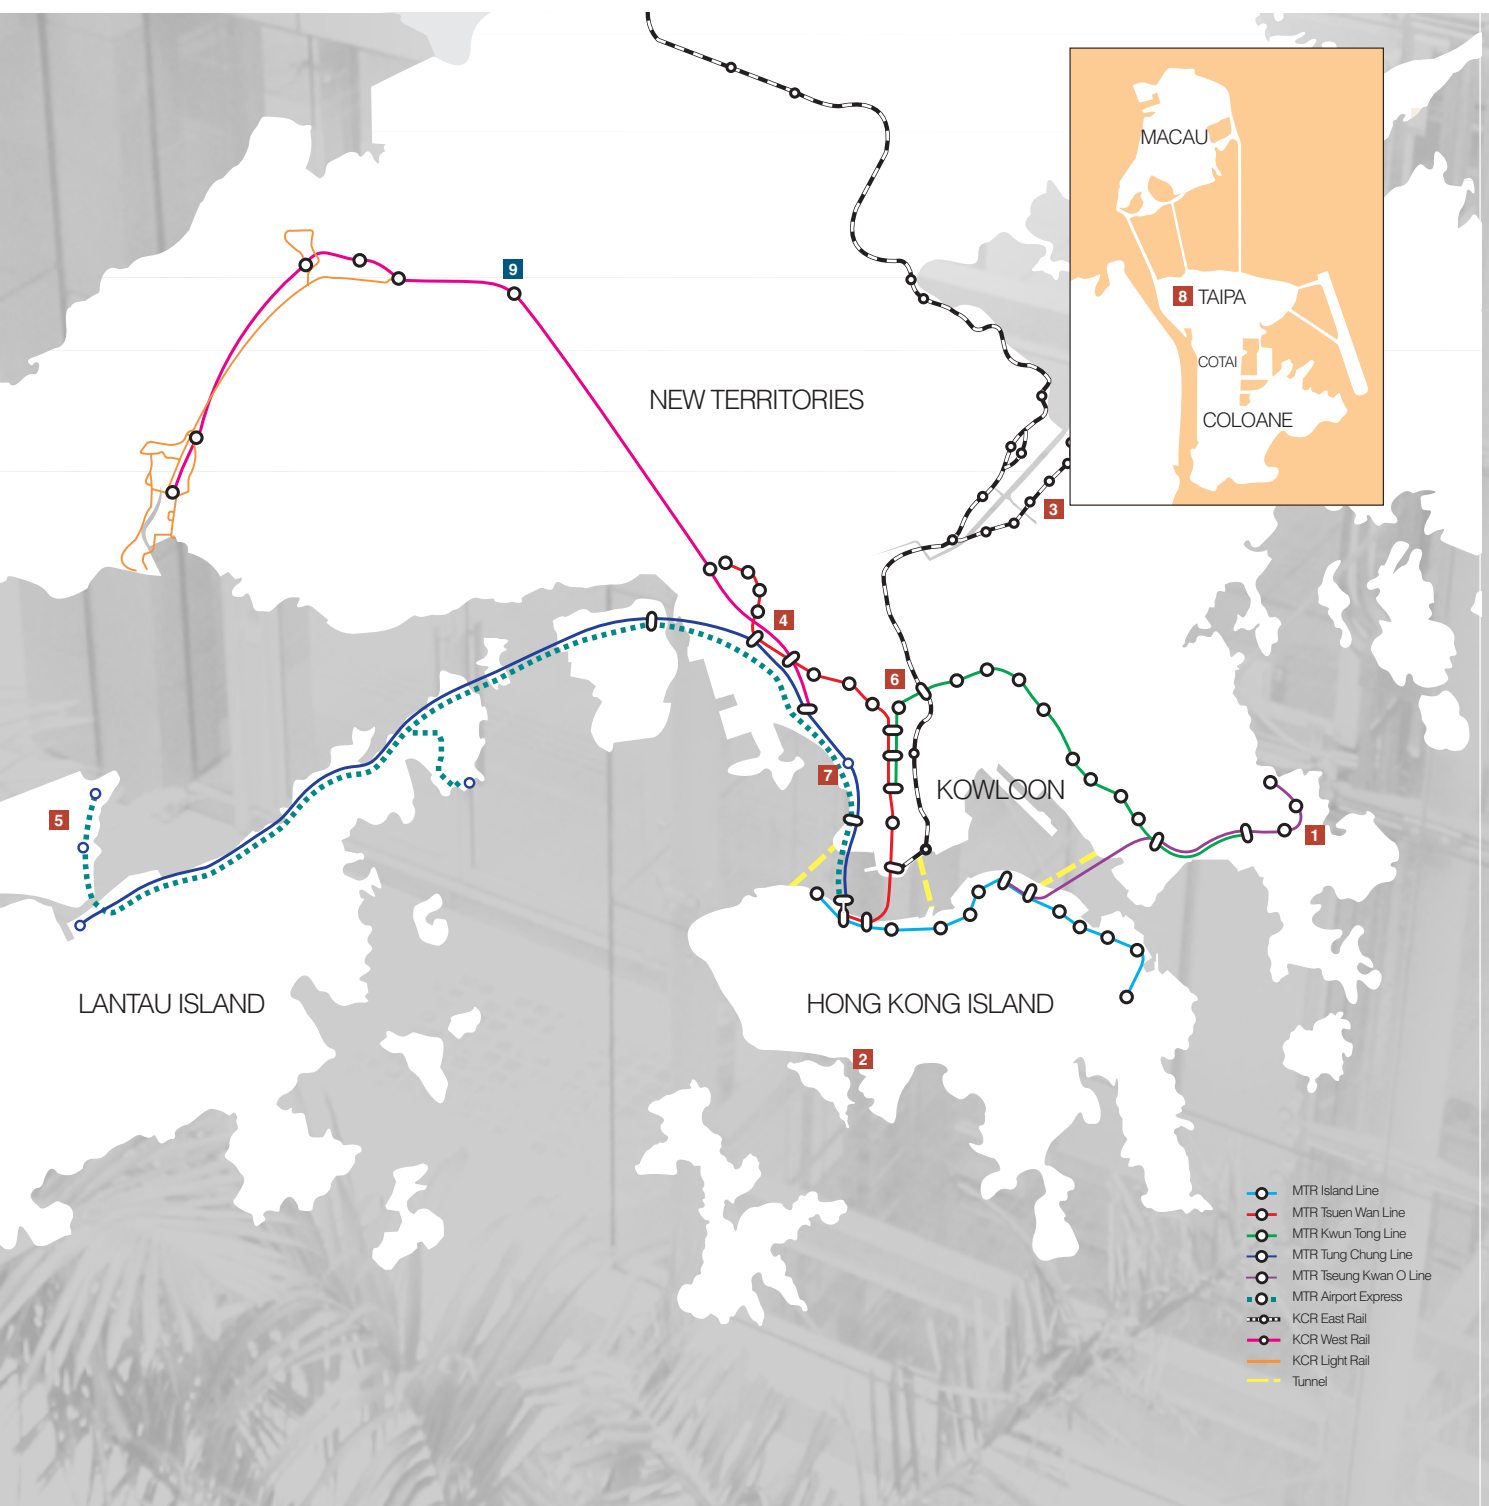 MACAU
9
8 TAIPA
COTAI
NEW TERRITORIES
COLOANE
3
4
6
7
KOWLOON
5
1
LANTAU ISLAND
HONG KONG ISLAND
2
MTR Island Line
MTR Tsuen Wan Line
MTR Kwun Tong Line
MTR Tung Chung Line
MTR Tseung Kwan O Line
MTR Airport Express
KCR East Rail
KCR West Rail
KCR Light Rail
Tunnel